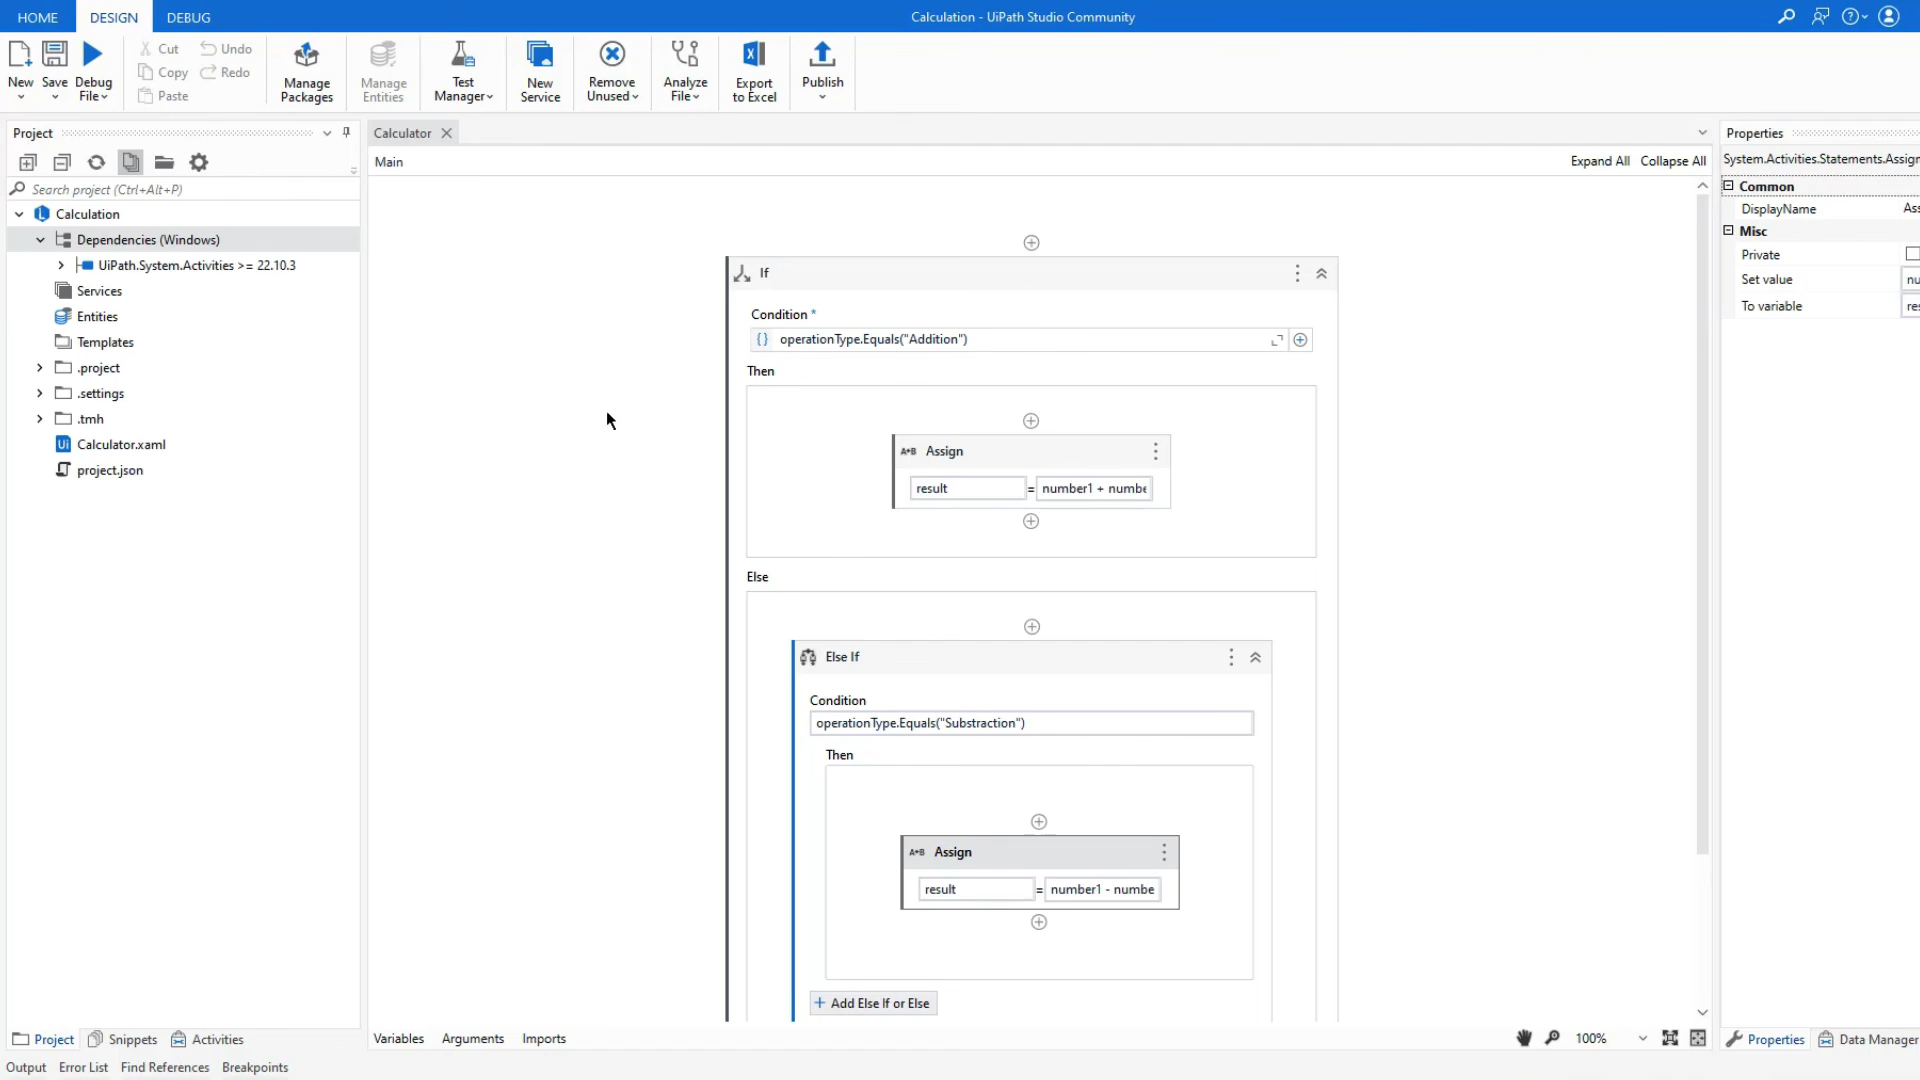 HOME DESIGN DEBUG Calculation - UiPath Studio Community
New Save Debug File Cut Copy Paste Undo Redo Manage Packages Manage Entities Test Manager New Service Remove Unused Analyze File Export to Excel Publish
Project
Search project (Ctrl+Alt+P)
Calculation
Dependencies (Windows)
UiPath.System.Activities >= 22.10.3
Services
Entities
Templates
.project
.settings
.tmh
Calculator.xaml
project.json
Project Snippets Activities
Calculator
Main Expand All Collapse All
If
Condition *
operationType.Equals("Addition")
Then
A+B Assign
result = number1 + numbe
Else
Else If
Condition
operationType.Equals("Substraction")
Then
A+B Assign
result = number1 - numbe
+ Add Else If or Else
Variables Arguments Imports 100%
Properties
System.Activities.Statements.Assign
Common
DisplayName Ass
Misc
Private
Set value nu
To variable res
Properties Data Manager
Output Error List Find References Breakpoints